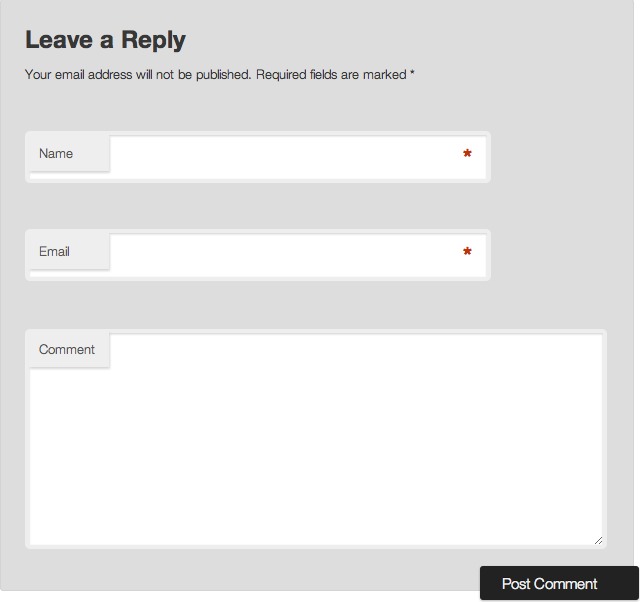 Leave a Reply
Your email address will not be published. Required fields are marked *
Name *
Email *
Comment
Post Comment